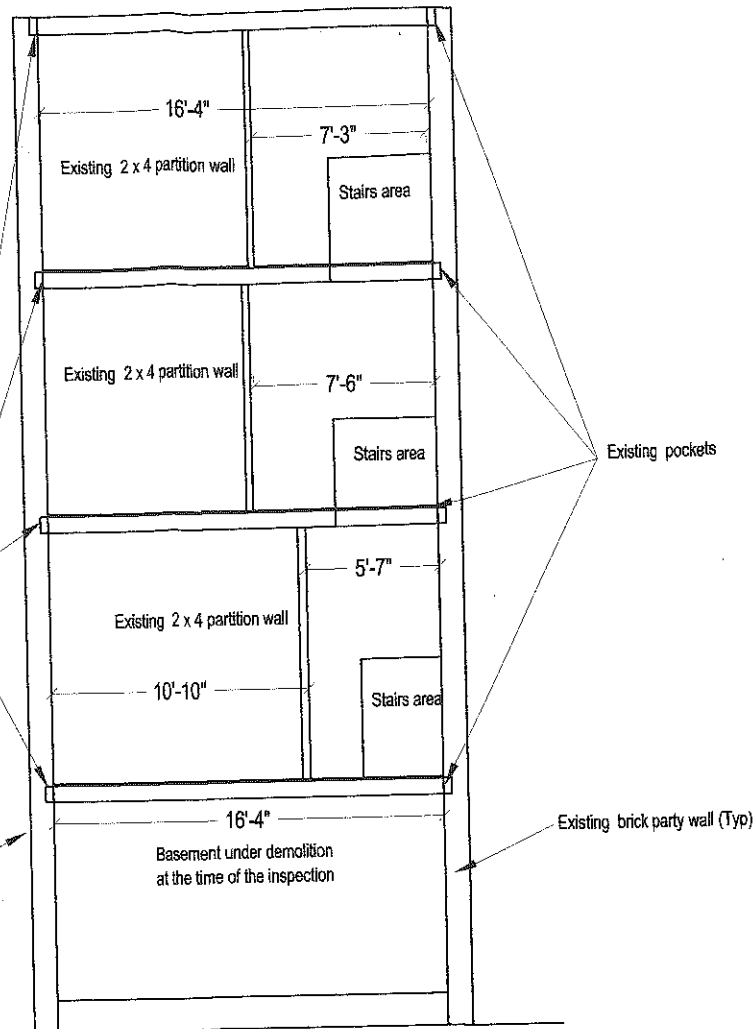 16'-4"
7'-3"
Existing 2 x 4 partition wall
Stairs area
Existing 2 x 4 partition wall
7'-6"
Stairs area
Existing pockets
5'-7"
Existing 2 x 4 partition wall
10'-10"
Stairs area
16'-4"
Existing brick party wall (Typ)
Basement under demolition
at the time of the inspection